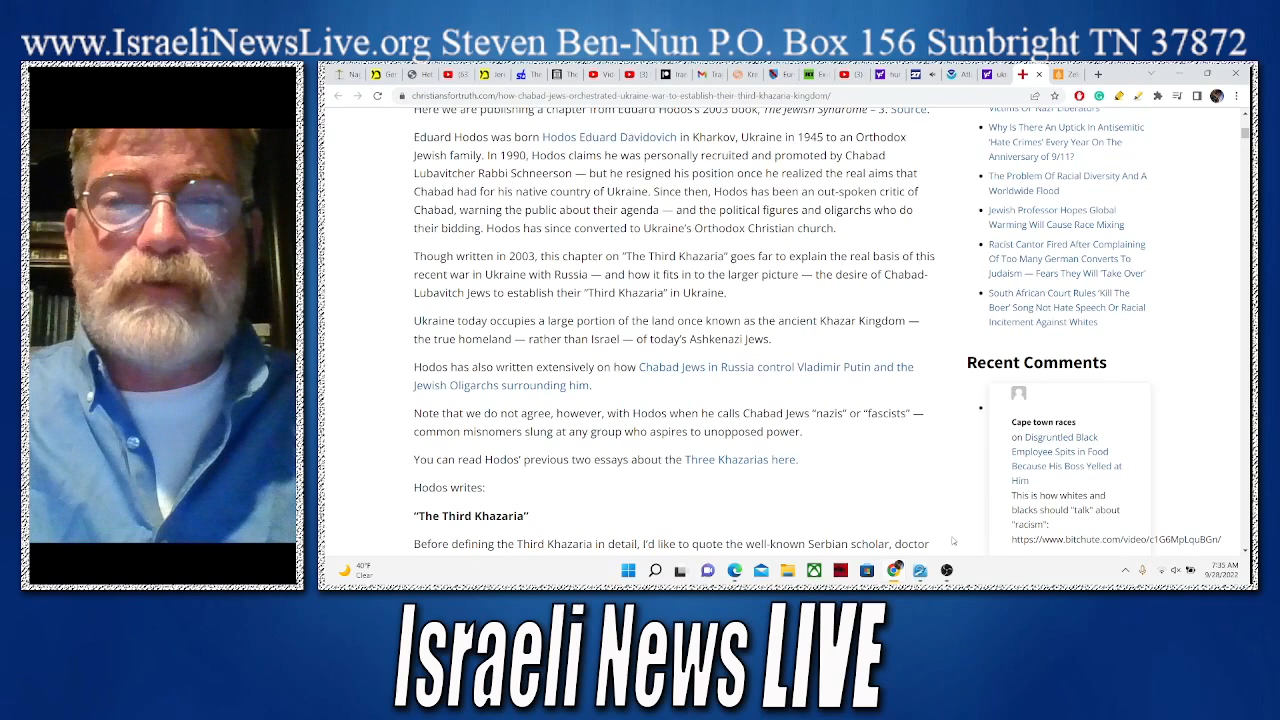 www.IsraeliNewsLive.org Steven Ben-Nun P.O. Box 156 Sunbright TN 37872
christiansfortruth.com/how-chabad-jews-orchestrated-ukraine-war-to-establish-their-third-khazaria-kingdom/
Here we are publishing a chapter from Eduard Hodos's 2003 book, The Jewish Syndrome – 3. Source.
Eduard Hodos was born Hodos Eduard Davidovich in Kharkov, Ukraine in 1945 to an Orthodox
Jewish family. In 1990, Hodos claims he was personally recruited and promoted by Chabad
Lubavitcher Rabbi Schneerson — but he resigned his position once he realized the real aims that
Chabad had for his native country of Ukraine. Since then, Hodos has been an out-spoken critic of
Chabad, warning the public about their agenda — and the political figures and oligarchs who do
their bidding. Hodos has since converted to Ukraine's Orthodox Christian church.
Though written in 2003, this chapter on "The Third Khazaria" goes far to explain the real basis of this
recent war in Ukraine with Russia — and how it fits in to the larger picture — the desire of Chabad-
Lubavitch Jews to establish their "Third Khazaria" in Ukraine.
Ukraine today occupies a large portion of the land once known as the ancient Khazar Kingdom —
the true homeland — rather than Israel — of today's Ashkenazi Jews.
Hodos has also written extensively on how Chabad Jews in Russia control Vladimir Putin and the
Jewish Oligarchs surrounding him.
Note that we do not agree, however, with Hodos when he calls Chabad Jews "nazis" or "fascists" —
common misnomers slung at any group who aspires to unopposed power.
You can read Hodos' previous two essays about the Three Khazarias here.
Hodos writes:
"The Third Khazaria"
Before defining the Third Khazaria in detail, I'd like to quote the well-known Serbian scholar, doctor
Victims Of 'Nazi Liberators'
Why Is There An Uptick In Antisemitic
'Hate Crimes' Every Year On The
Anniversary of 9/11?
The Problem Of Racial Diversity And A
Worldwide Flood
Jewish Professor Hopes Global
Warming Will Cause Race Mixing
Racist Cantor Fired After Complaining
Of Too Many German Converts To
Judaism — Fears They Will 'Take Over'
South African Court Rules 'Kill The
Boer' Song Not Hate Speech Or Racial
Incitement Against Whites
Recent Comments
Cape town races
on Disgruntled Black
Employee Spits in Food
Because His Boss Yelled at
Him
This is how whites and
blacks should "talk" about
"racism":
https://www.bitchute.com/video/c1G6MpLquBGn/
40°F
Clear
7:35 AM
9/28/2022
Israeli News LIVE